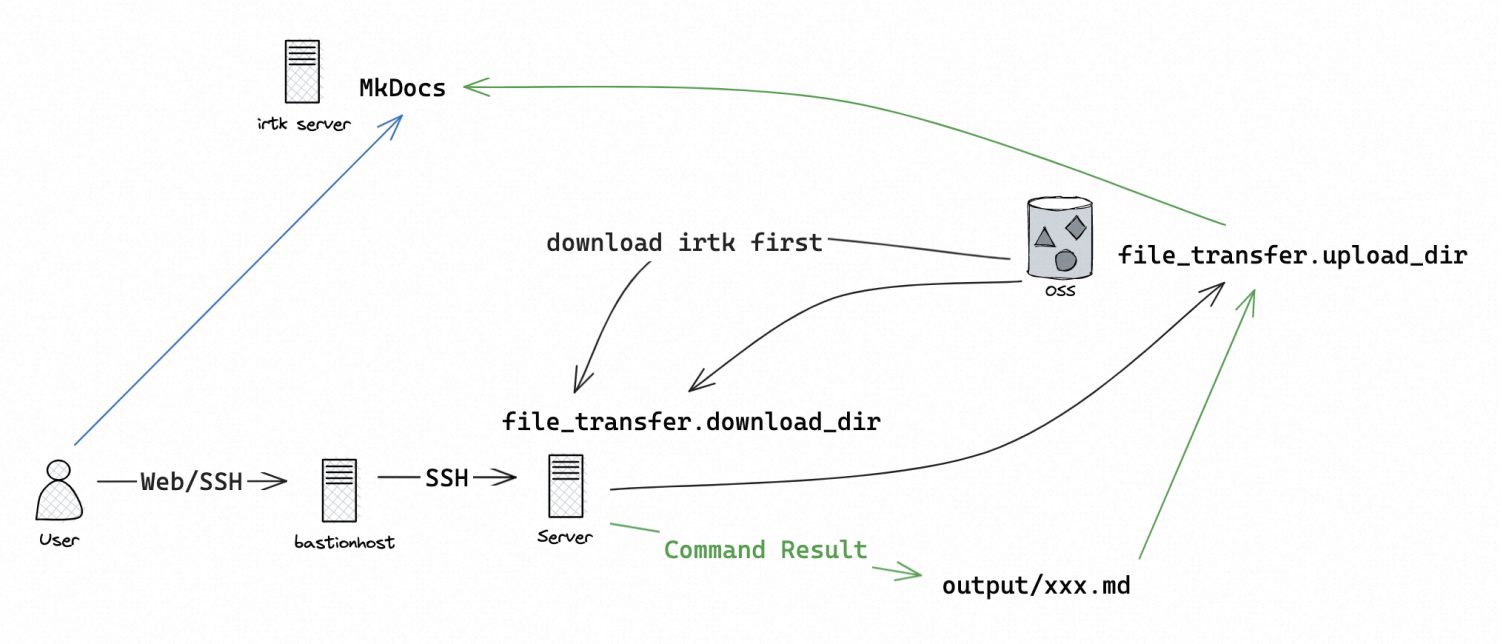 MkDocs
irtk server
download irtk first
file_transfer.upload_dir
OSS
file_transfer.download_dir
Web/SSH
SSH
User
bastionhost
Server
Command Result
output/xxx.md